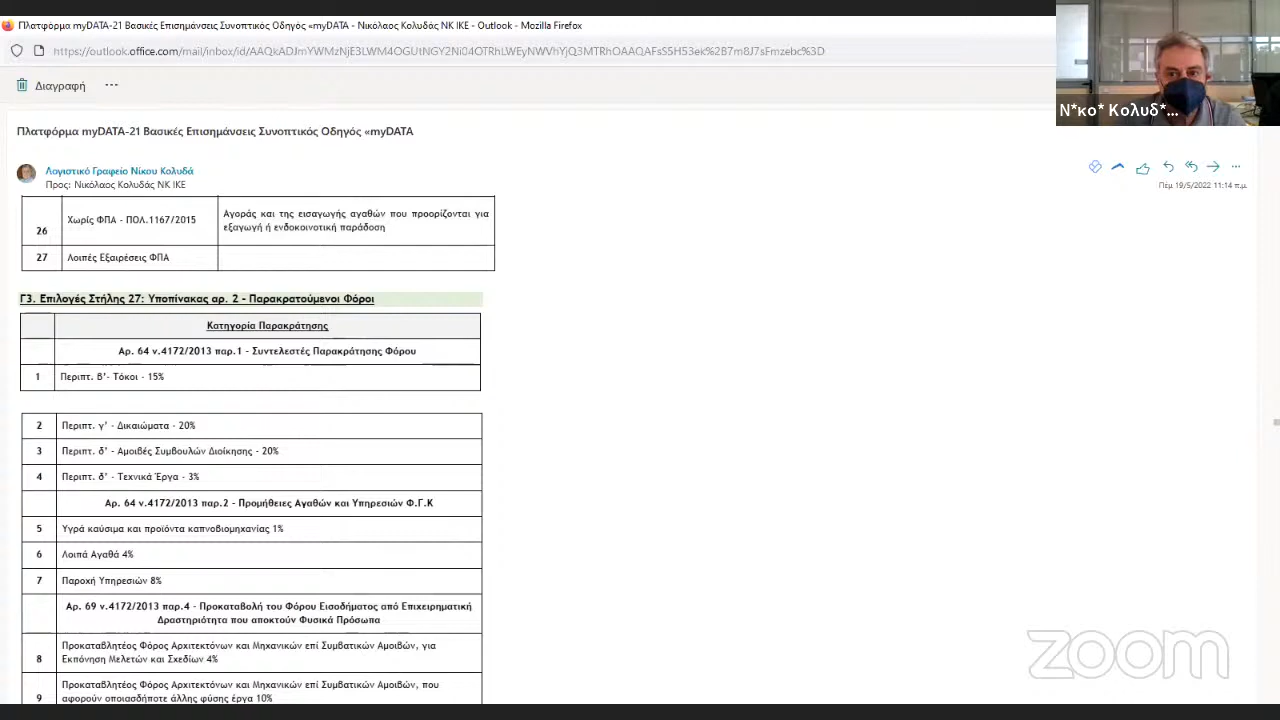 Πλατφόρμα myDATA-21 Βασικές Επισημάνσεις Συνοπτικός Οδηγός «myDATA - Νικόλαος Κολυδάς ΝΚ ΙΚΕ - Outlook - Mozilla Firefox
Διαγραφή ...
N*κο* Κολυδ*...
Πλατφόρμα myDATA-21 Βασικές Επισημάνσεις Συνοπτικός Οδηγός «myDATA
Λογιστικό Γραφείο Νίκου Κολυδά
Προς: Νικόλαος Κολυδάς ΝΚ ΙΚΕ
Πέμ 19/5/2022 11:14 π.μ.
26 Χωρίς ΦΠΑ - ΠΟΛ.1167/2015 Αγοράς και της εισαγωγής αγαθών που προορίζονται για
εξαγωγή ή ενδοκοινοτική παράδοση
27 Λοιπές Εξαιρέσεις ΦΠΑ
Γ3. Επιλογές Στήλης 27: Υποπίνακας αρ. 2 - Παρακρατούμενοι Φόροι
Κατηγορία Παρακράτησης
Αρ. 64 ν.4172/2013 παρ.1 - Συντελεστές Παρακράτησης Φόρου
1 Περιπτ. β’- Τόκοι - 15%
2 Περιπτ. γ’ - Δικαιώματα - 20%
3 Περιπτ. δ’ - Αμοιβές Συμβουλών Διοίκησης - 20%
4 Περιπτ. δ’ - Τεχνικά Έργα - 3%
Αρ. 64 ν.4172/2013 παρ.2 - Προμήθειες Αγαθών και Υπηρεσιών Φ.Γ.Κ
5 Υγρά καύσιμα και προϊόντα καπνοβιομηχανίας 1%
6 Λοιπά Αγαθά 4%
7 Παροχή Υπηρεσιών 8%
Αρ. 69 ν.4172/2013 παρ.4 - Προκαταβολή του Φόρου Εισοδήματος από Επιχειρηματική
Δραστηριότητα που αποκτούν Φυσικά Πρόσωπα
8 Προκαταβλητέος Φόρος Αρχιτεκτόνων και Μηχανικών επί Συμβατικών Αμοιβών, για
Εκπόνηση Μελετών και Σχεδίων 4%
9 Προκαταβλητέος Φόρος Αρχιτεκτόνων και Μηχανικών επί Συμβατικών Αμοιβών, που
αφορούν οποιασδήποτε άλλης φύσης έργα 10%
zoom